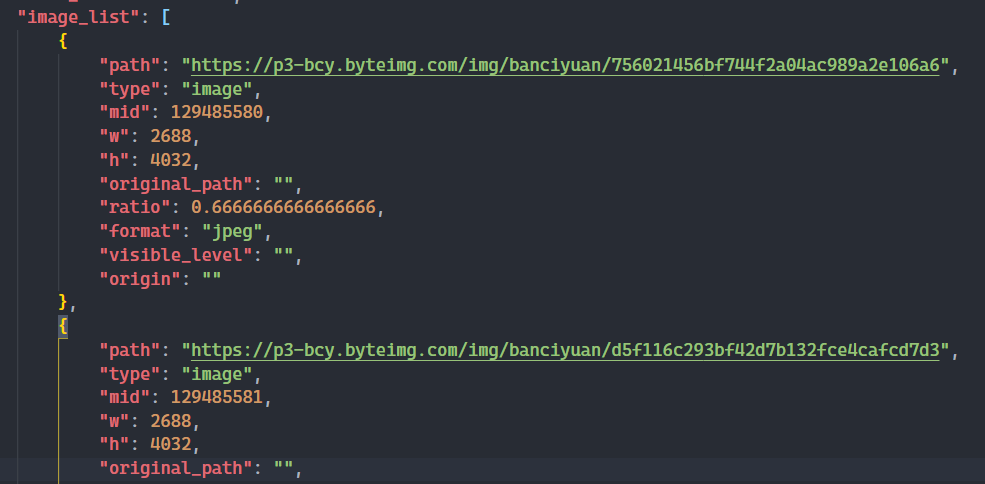 "image_list": [
{
"path": "https://p3-bcy.byteimg.com/img/banciyuan/756021456bf744f2a04ac989a2e106a6",
"type": "image",
"mid": 129485580,
"w": 2688,
"h": 4032,
"original_path": "",
"ratio": 0.6666666666666666,
"format": "jpeg",
"visible_level": "",
"origin": ""
},
{
"path": "https://p3-bcy.byteimg.com/img/banciyuan/d5f116c293bf42d7b132fce4cafcd7d3",
"type": "image",
"mid": 129485581,
"w": 2688,
"h": 4032,
"original_path": "",